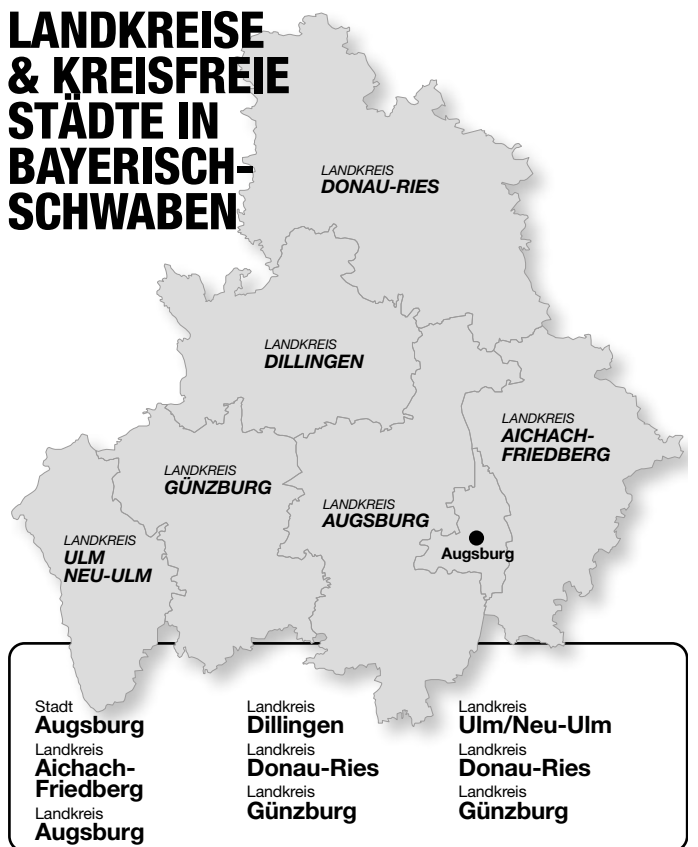 LANDKREISE
& KREISFREIE
STÄDTE IN
BAYERISCH-
SCHWABEN
LANDKREIS
DONAU-RIES
LANDKREIS
DILLINGEN
LANDKREIS
AICHACH-
FRIEDBERG
LANDKREIS
GÜNZBURG
LANDKREIS
AUGSBURG
LANDKREIS
ULM
NEU-ULM
Augsburg
Stadt
Augsburg
Landkreis
Aichach-
Friedberg
Landkreis
Augsburg
Landkreis
Dillingen
Landkreis
Donau-Ries
Landkreis
Günzburg
Landkreis
Ulm/Neu-Ulm
Landkreis
Donau-Ries
Landkreis
Günzburg